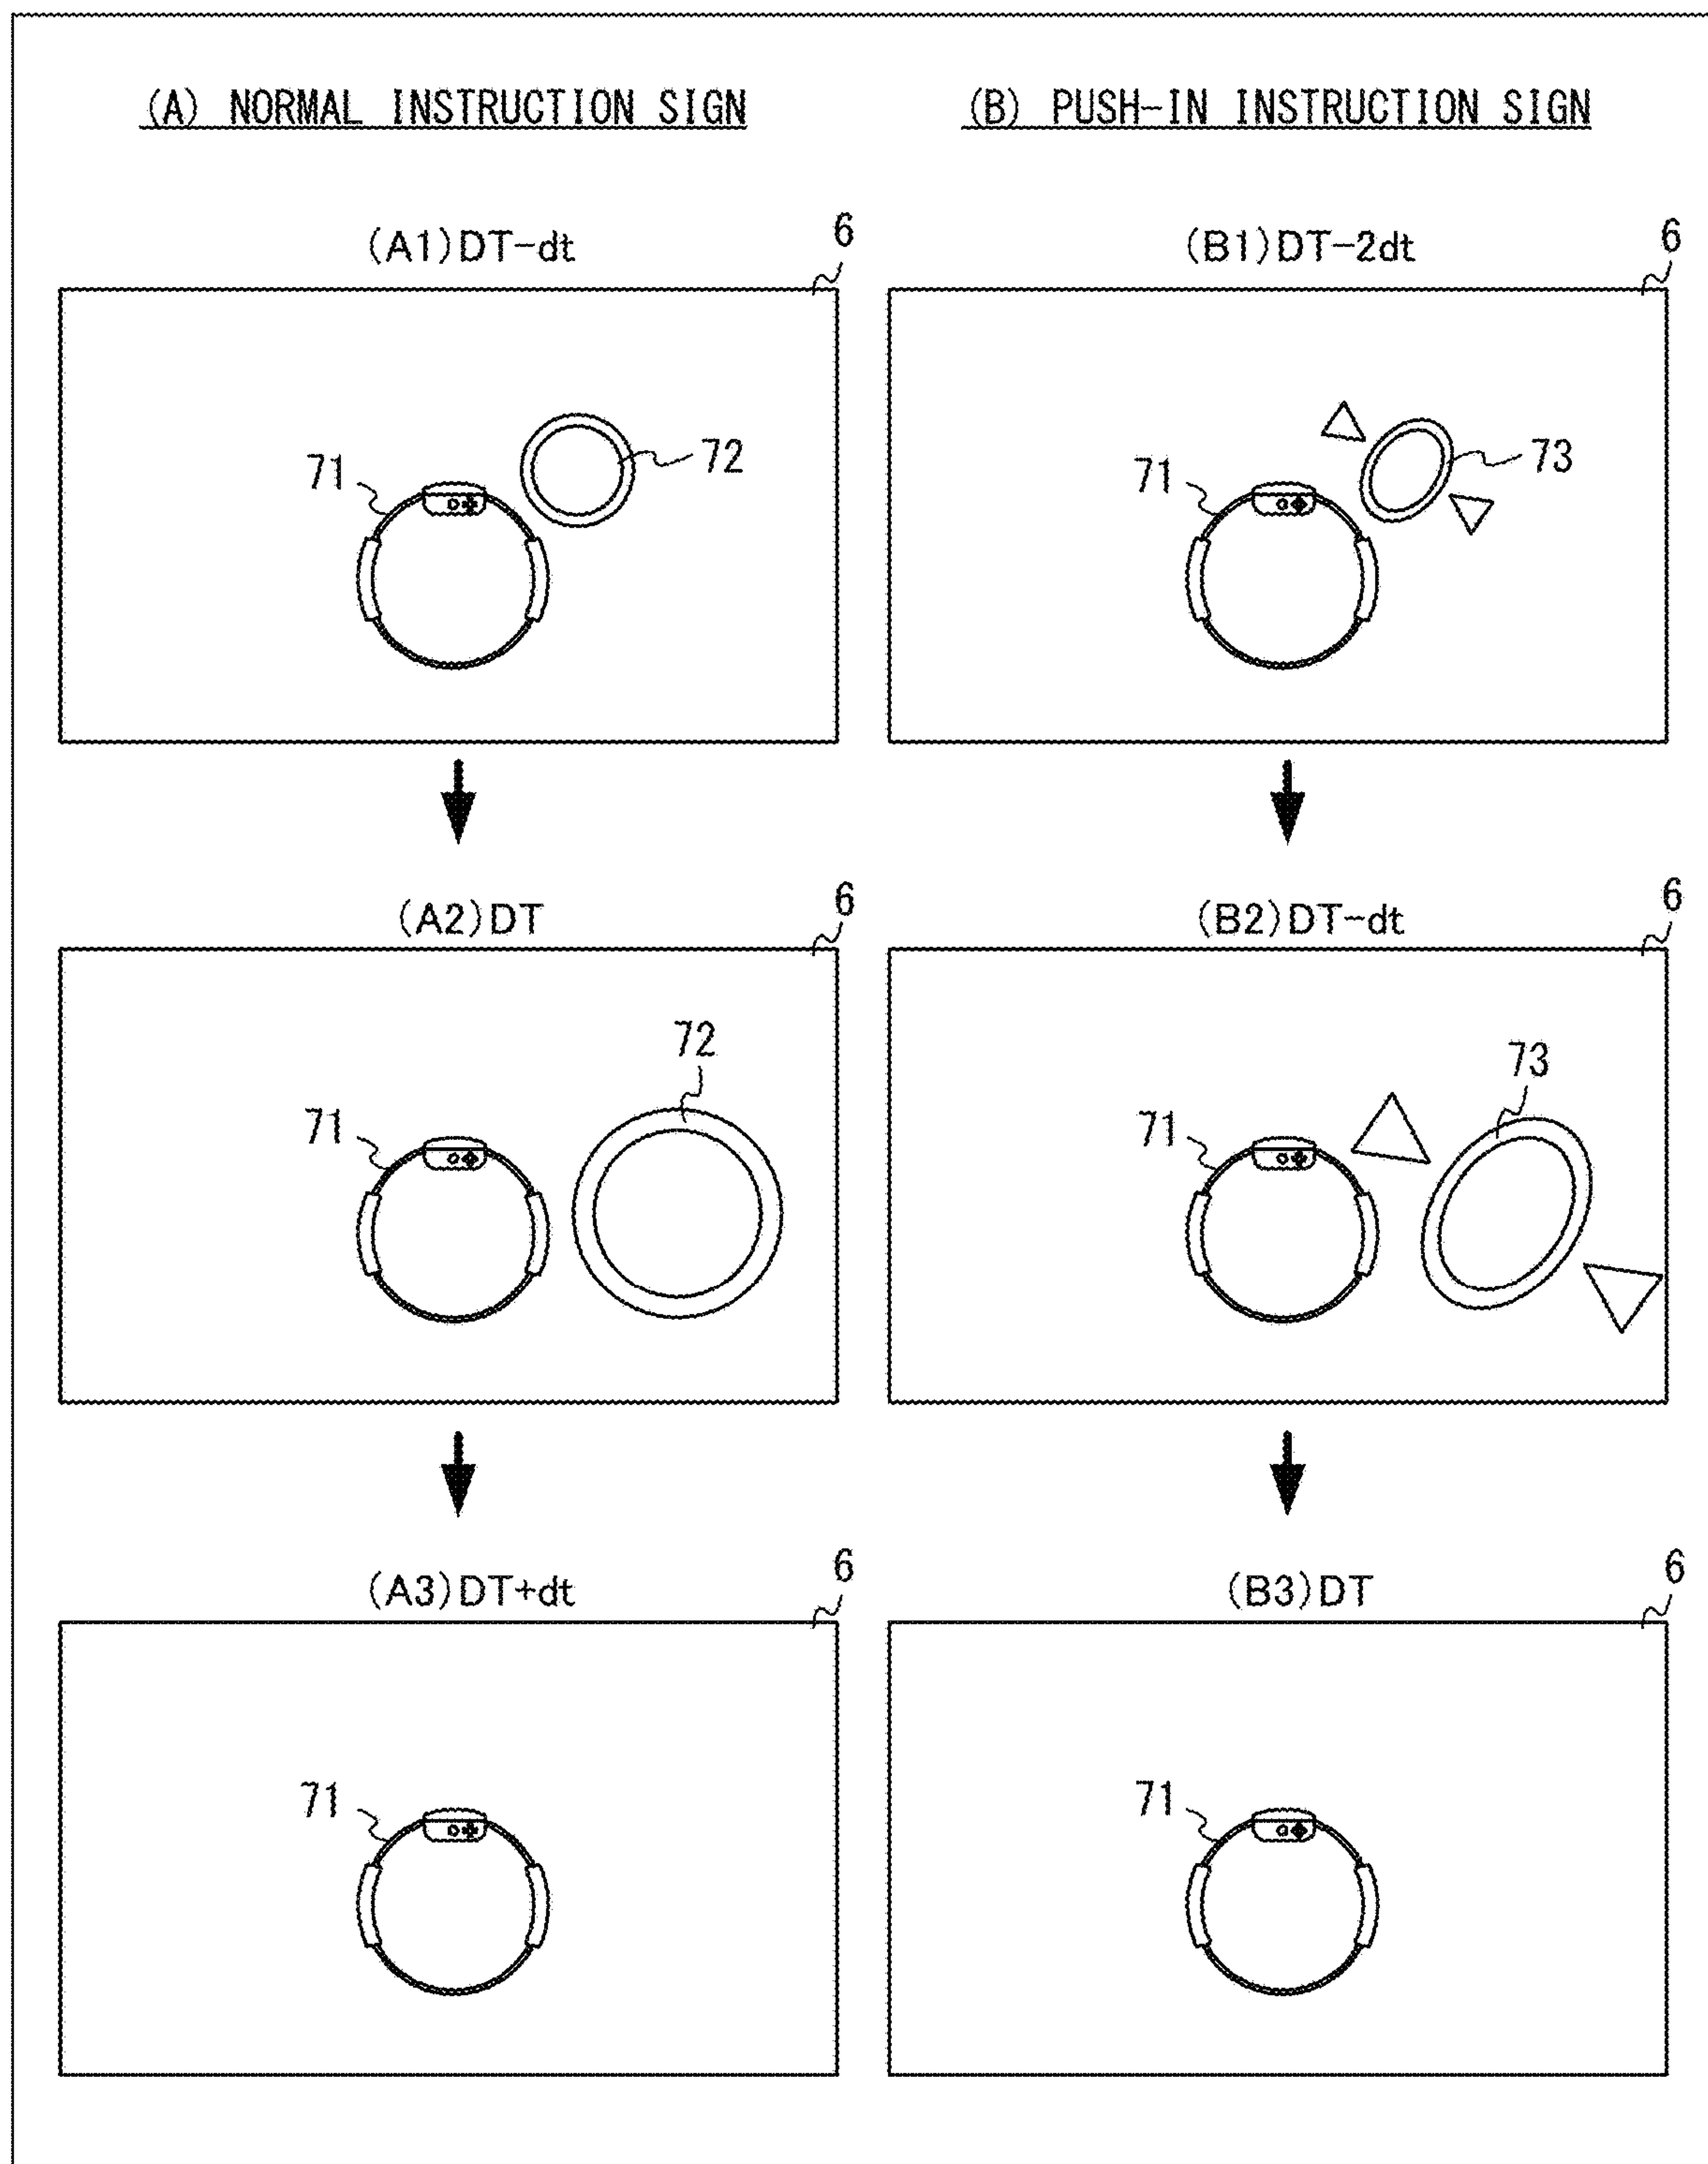 (A) NORMAL INSTRUCTION SIGN
(B) PUSH-IN INSTRUCTION SIGN
(A1)DT-dt
6
71
72
(B1)DT-2dt
6
71
73
(A2)DT
6
71
72
(B2)DT-dt
6
71
73
(A3)DT+dt
6
71
(B3)DT
6
71